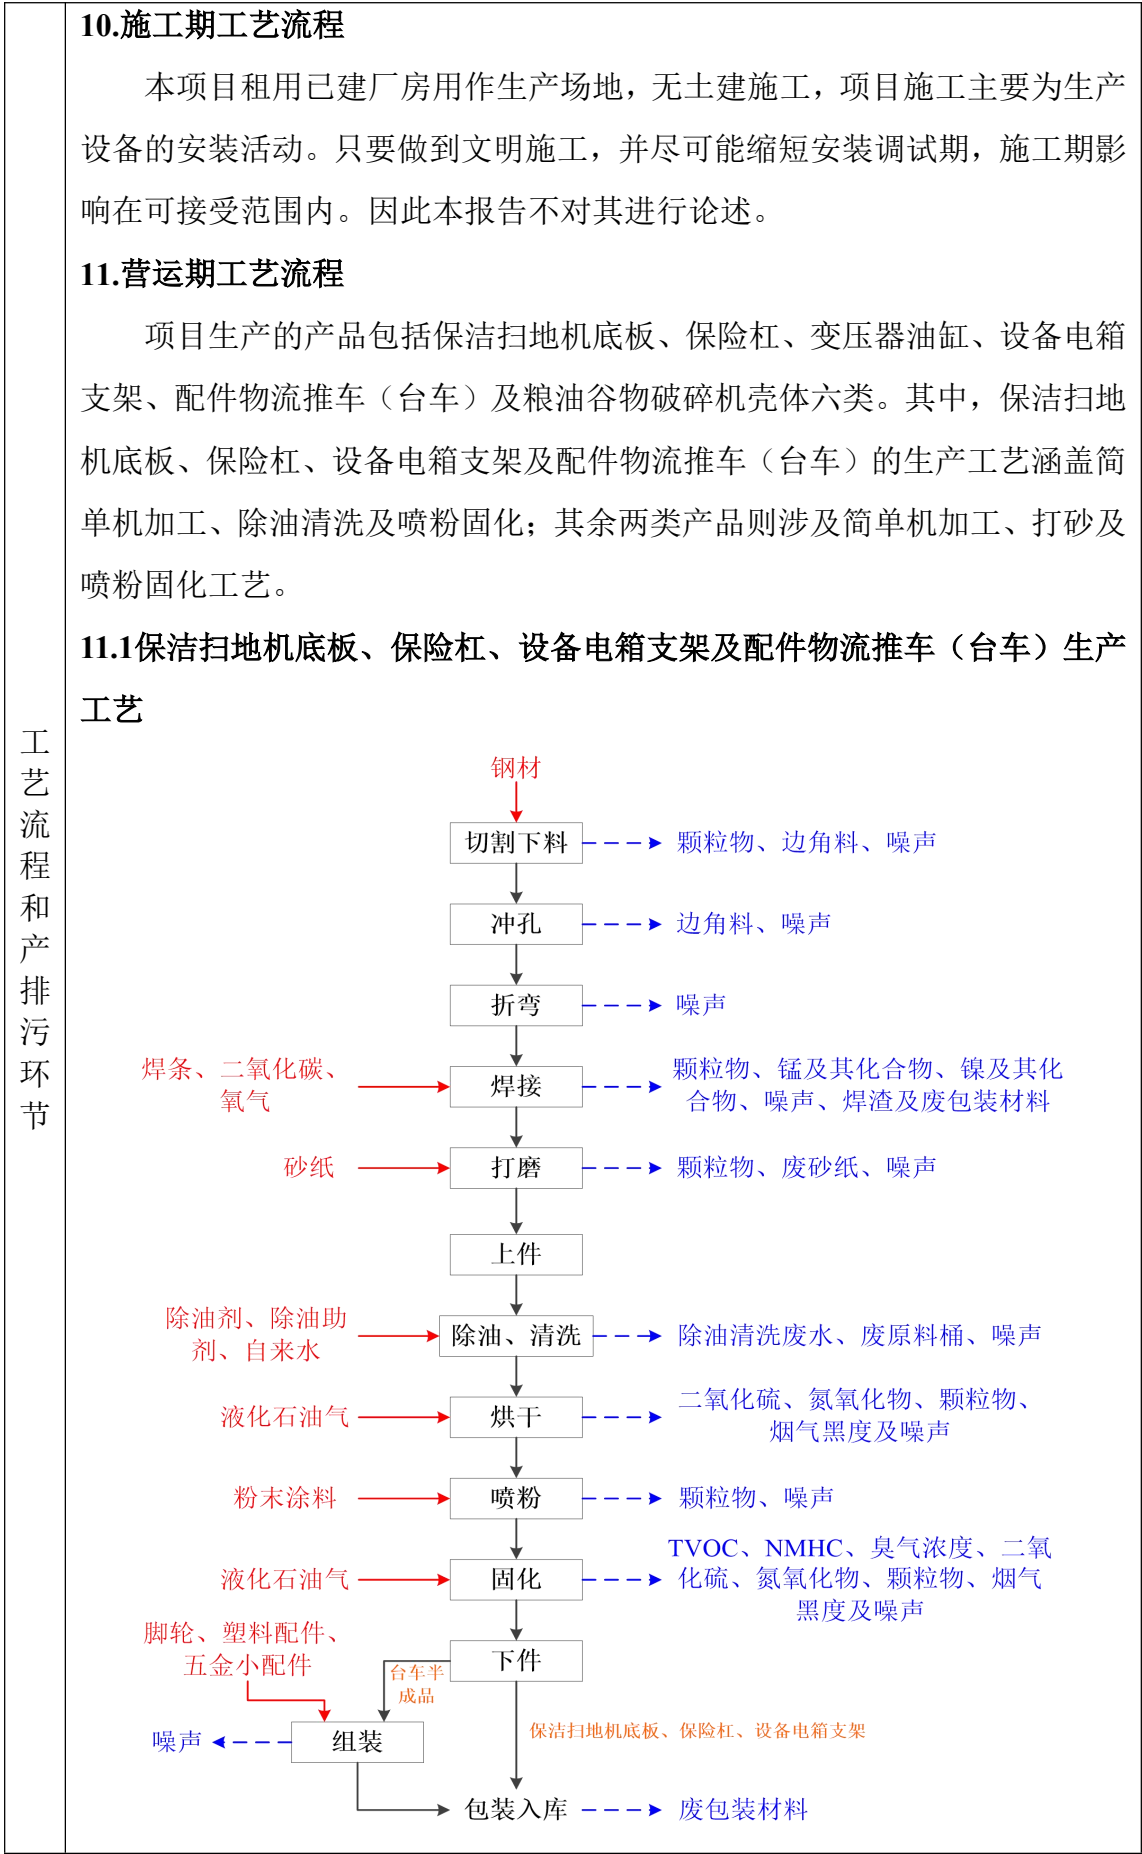 10.施工期工艺流程
本项目租用已建厂房用作生产场地，无土建施工，项目施工主要为生产
设备的安装活动。只要做到文明施工，并尽可能缩短安装调试期，施工期影
响在可接受范围内。因此本报告不对其进行论述。
11.营运期工艺流程
项目生产的产品包括保洁扫地机底板、保险杠、变压器油缸、设备电箱
支架、配件物流推车（台车）及粮油谷物破碎机壳体六类。其中，保洁扫地
机底板、保险杠、设备电箱支架及配件物流推车（台车）的生产工艺涵盖简
单机加工、除油清洗及喷粉固化；其余两类产品则涉及简单机加工、打砂及
喷粉固化工艺。
11.1保洁扫地机底板、保险杠、设备电箱支架及配件物流推车（台车）生产
工艺
工艺流程和产排污环节
钢材
切割下料
颗粒物、边角料、噪声
冲孔
边角料、噪声
折弯
噪声
焊条、二氧化碳、
氧气
焊接
颗粒物、锰及其化合物、镍及其化
合物、噪声、焊渣及废包装材料
砂纸
打磨
颗粒物、废砂纸、噪声
上件
除油剂、除油助
剂、自来水
除油、清洗
除油清洗废水、废原料桶、噪声
液化石油气
烘干
二氧化硫、氮氧化物、颗粒物、
烟气黑度及噪声
粉末涂料
喷粉
颗粒物、噪声
液化石油气
固化
TVOC、NMHC、臭气浓度、二氧
化硫、氮氧化物、颗粒物、烟气
黑度及噪声
脚轮、塑料配件、
五金小配件
下件
台车半
成品
噪声
组装
保洁扫地机底板、保险杠、设备电箱支架
包装入库
废包装材料